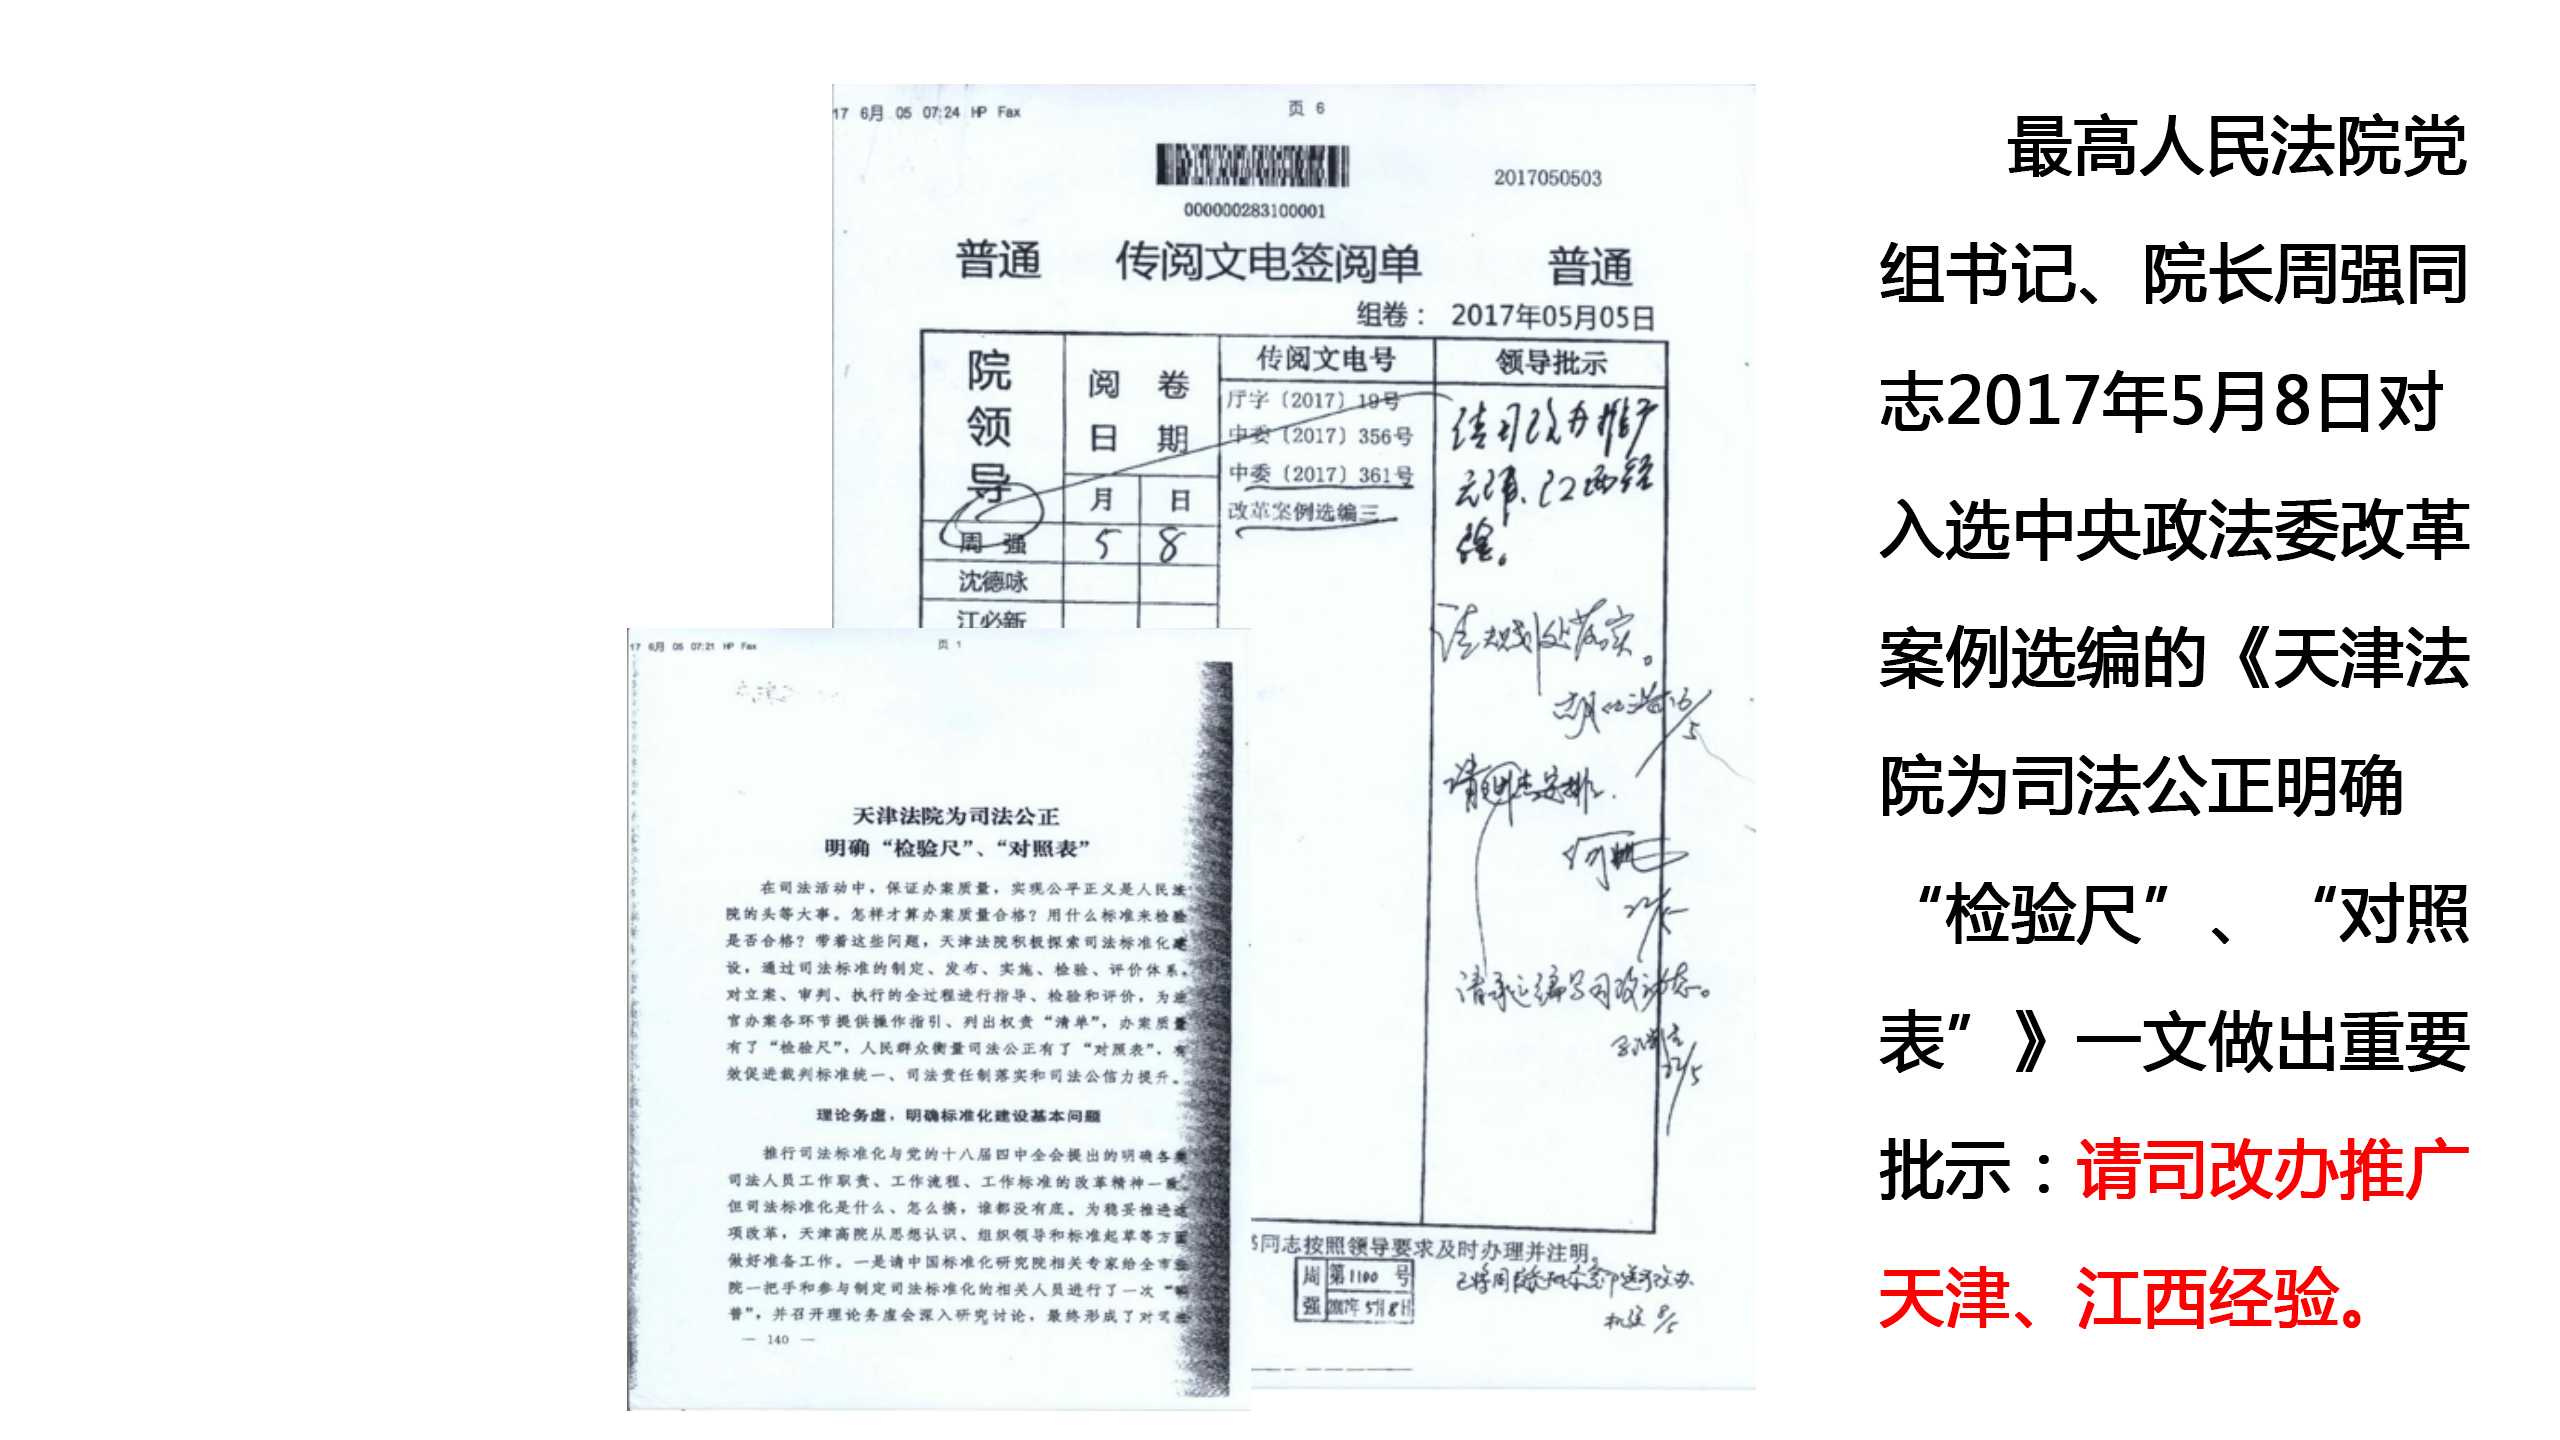 17 6月 05 07:24 HP Fax 页 6
2017050503
000000283100001
普通 传阅文电签阅单 普通
组卷： 2017年05月05日
院领导
阅卷日期
传阅文电号
领导批示
月 日
厅字〔2017〕19号
中委〔2017〕356号
中委〔2017〕361号
改革案例选编三
周强 5 8
沈德咏
江必新
请司改办推广
天津、江西经
验。
请规划处落实。
同志按照领导要求及时办理并注明。
周强 第1100号
2017年5月8日
17 6月 05 07:21 HP Fax 页 1
天津法院为司法公正
明确“检验尺”、“对照表”
在司法活动中，保证办案质量，实现公平正义是人民法
院的头等大事。怎样才算办案质量合格？用什么标准来检验
是否合格？带着这些问题，天津法院积极探索司法标准化建
设，通过司法标准的制定、发布、实施、检验、评价体系，
对立案、审判、执行的全过程进行指导、检验和评价，为法
官办案各环节提供操作指引、列出权责“清单”，办案质量
有了“检验尺”，人民群众衡量司法公正有了“对照表”，有
效促进裁判标准统一、司法责任制落实和司法公信力提升。
理论务虚，明确标准化建设基本问题
推行司法标准化与党的十八届四中全会提出的明确各类
司法人员工作职责、工作流程、工作标准的改革精神一致。
但司法标准化是什么、怎么搞，谁都没有底。为稳妥推进这
项改革，天津高院从思想认识、组织领导和标准起草等方面
做好准备工作。一是请中国标准化研究院相关专家给全市法
院一把手和参与制定司法标准化的相关人员进行了一次“科
普”，并召开理论务虚会深入研究讨论，最终形成了对司法
— 140 —
最高人民法院党
组书记、院长周强同
志2017年5月8日对
入选中央政法委改革
案例选编的《天津法
院为司法公正明确
“检验尺”、“对照
表”》一文做出重要
批示：请司改办推广
天津、江西经验。